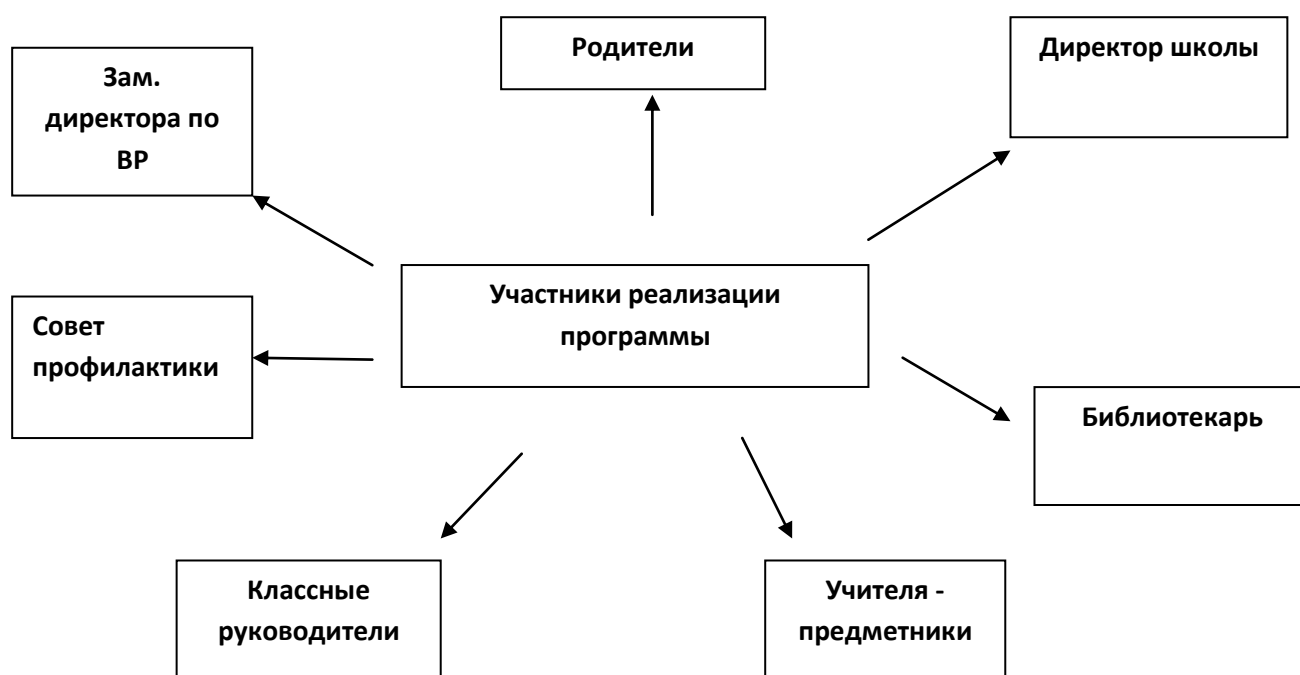 Зам.
директора по
ВР
Родители
Директор школы
Участники реализации
программы
Совет
профилактики
Библиотекарь
Классные
руководители
Учителя -
предметники